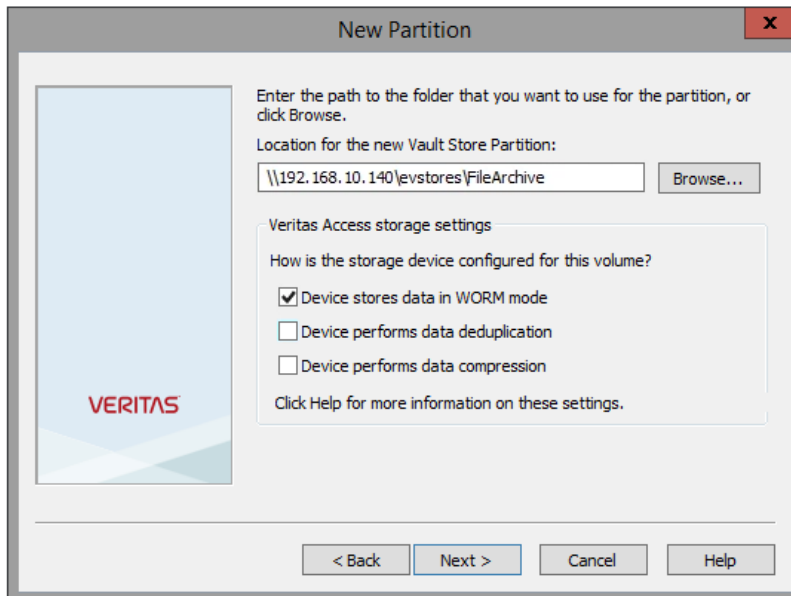 New Partition
x
Enter the path to the folder that you want to use for the partition, or
click Browse.
Location for the new Vault Store Partition:
\\192.168.10.140\evstores\FileArchive
Browse...
Veritas Access storage settings
How is the storage device configured for this volume?
Device stores data in WORM mode
Device performs data deduplication
Device performs data compression
Click Help for more information on these settings.
VERITAS
< Back
Next >
Cancel
Help